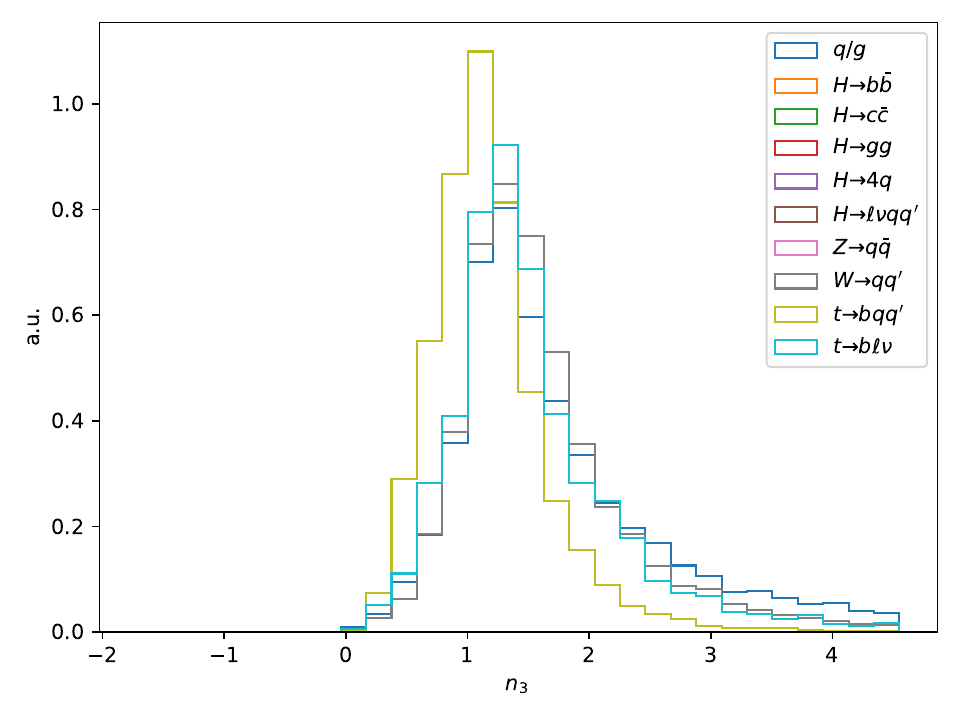 a.u.
1.0
0.8
0.6
0.4
0.2
0.0
−2
−1
0
1
2
3
4
n₃
q/g
H→bb̄
H→cc̄
H→gg
H→4q
H→ℓνqq′
Z→qq̄
W→qq′
t→bqq′
t→bℓν